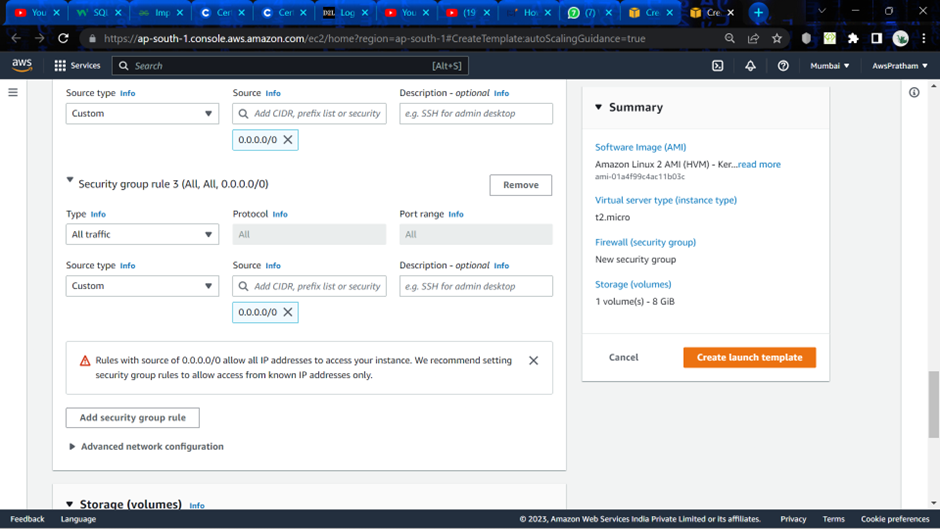 You
SQl
Imp
Cer
Cer
Log
You
(19
Ho
(7)
Cre
Cre
https://ap-south-1.console.aws.amazon.com/ec2/home?region=ap-south-1#CreateTemplate:autoScalingGuidance=true
aws
Services
Search
[Alt+S]
Mumbai
AwsPratham
Source type Info
Source Info
Description - optional Info
Custom
Add CIDR, prefix list or security
e.g. SSH for admin desktop
0.0.0.0/0
Security group rule 3 (All, All, 0.0.0.0/0)
Remove
Type Info
Protocol Info
Port range Info
All traffic
All
All
Source type Info
Source Info
Description - optional Info
Custom
Add CIDR, prefix list or security
e.g. SSH for admin desktop
0.0.0.0/0
Rules with source of 0.0.0.0/0 allow all IP addresses to access your instance. We recommend setting
security group rules to allow access from known IP addresses only.
Add security group rule
Advanced network configuration
Storage (volumes) Info
Summary
Software Image (AMI)
Amazon Linux 2 AMI (HVM) - Ker...read more
ami-01a4f99c4ac11b03c
Virtual server type (instance type)
t2.micro
Firewall (security group)
New security group
Storage (volumes)
1 volume(s) - 8 GiB
Cancel
Create launch template
Feedback
Language
© 2023, Amazon Web Services India Private Limited or its affiliates.
Privacy
Terms
Cookie preferences